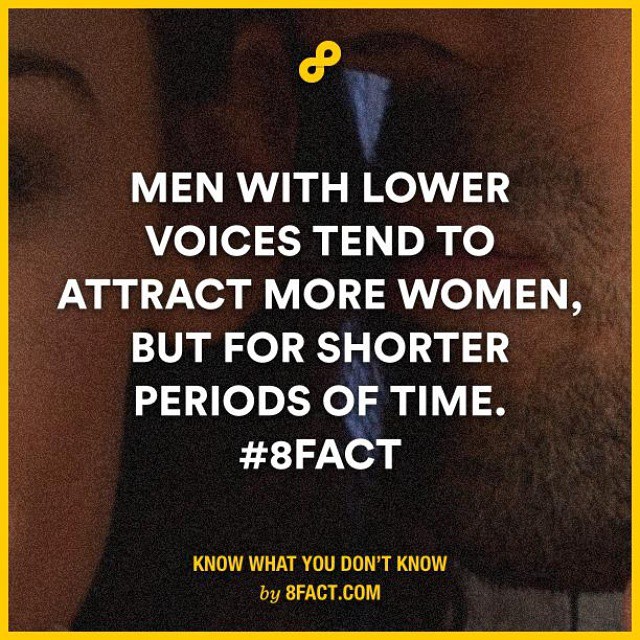 MEN WITH LOWER
VOICES TEND TO
ATTRACT MORE WOMEN,
BUT FOR SHORTER
PERIODS OF TIME.
#8FACT
KNOW WHAT YOU DON'T KNOW
by 8FACT.COM